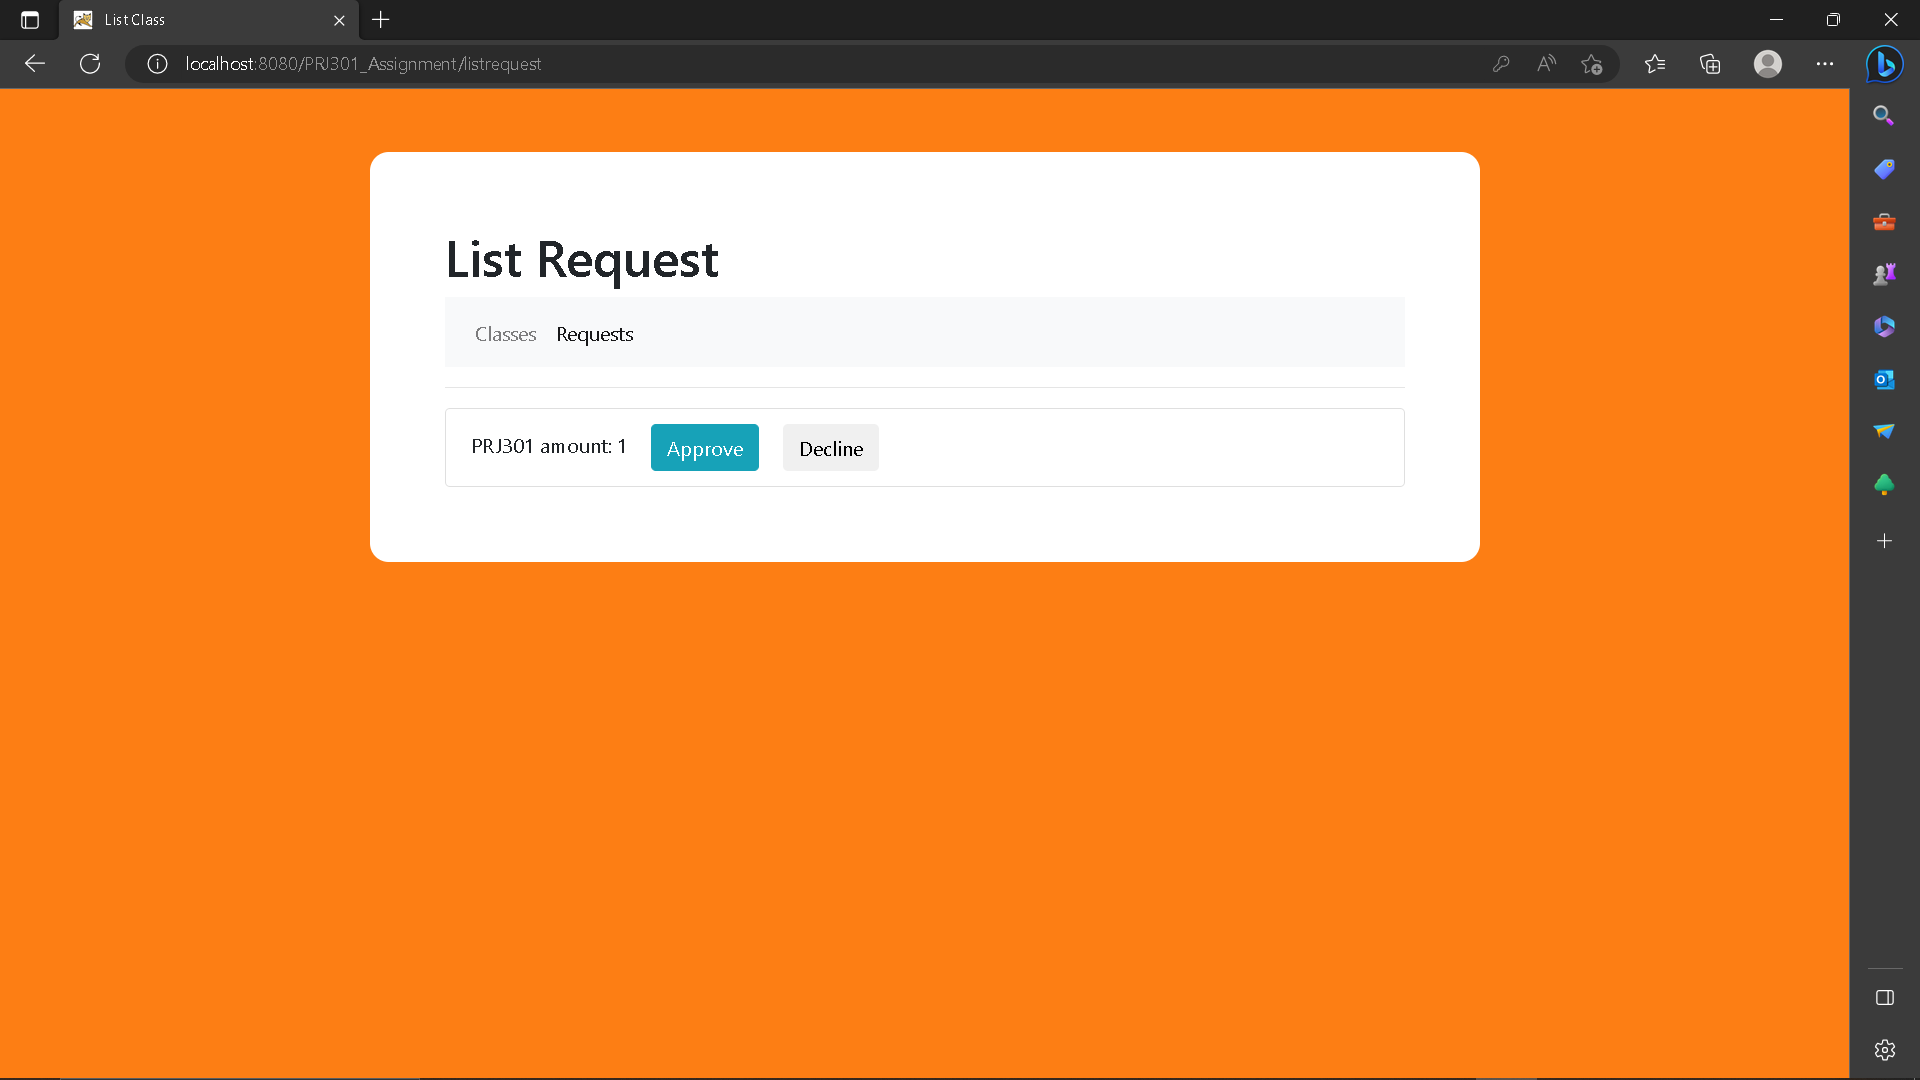 List Class
localhost:8080/PRJ301_Assignment/listrequest
List Request
Classes Requests
PRJ301 amount: 1 Approve Decline